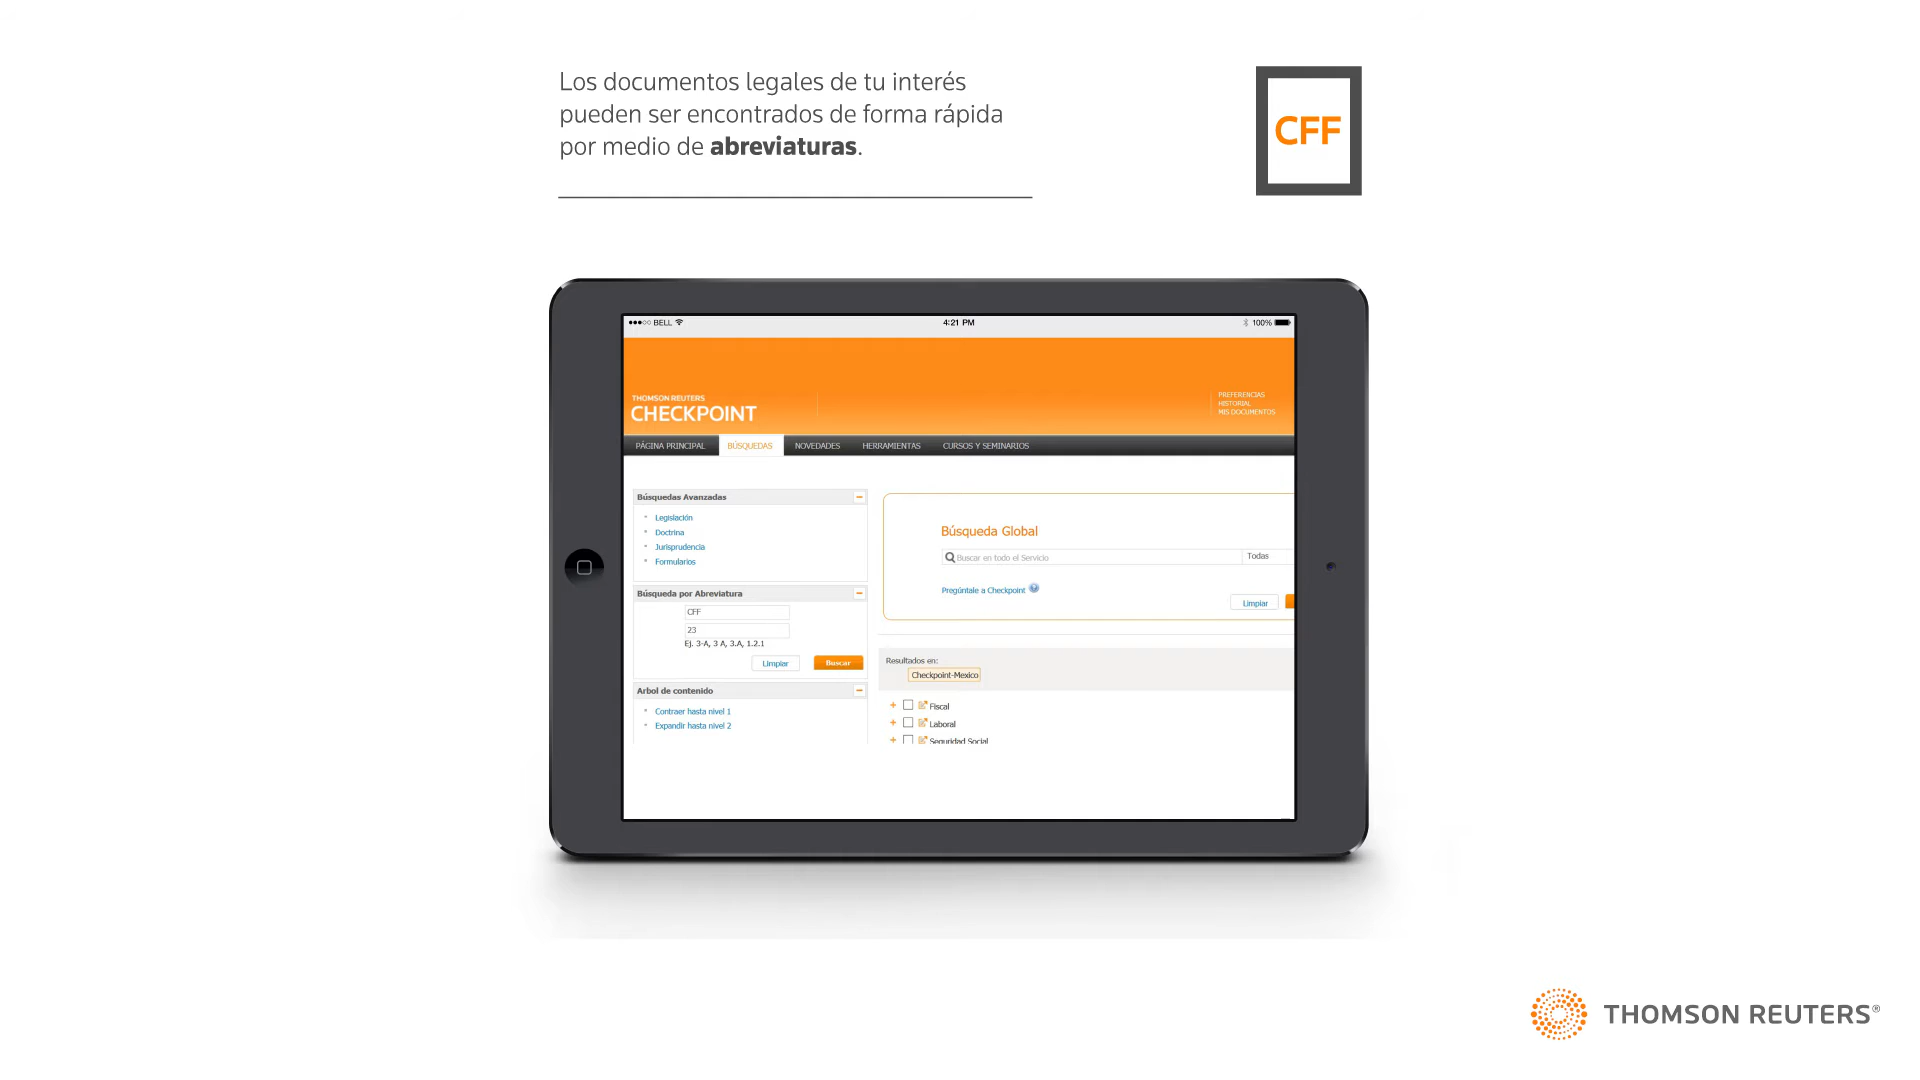 Los documentos legales de tu interés
pueden ser encontrados de forma rápida
por medio de abreviaturas.
CFF
BELL
4:21 PM
100%
THOMSON REUTERS
CHECKPOINT
PREFERENCIAS
HISTORIAL
MIS DOCUMENTOS
PÁGINA PRINCIPAL BÚSQUEDAS NOVEDADES HERRAMIENTAS CURSOS Y SEMINARIOS
Búsquedas Avanzadas
Legislación
Doctrina
Jurisprudencia
Formularios
Búsqueda por Abreviatura
CFF
23
Ej. 3-A, 3 A, 3.A, 1.2.1
Limpiar Buscar
Arbol de contenido
Contraer hasta nivel 1
Expandir hasta nivel 2
Búsqueda Global
Buscar en todo el Servicio Todas
Pregúntale a Checkpoint
Limpiar
Resultados en:
Checkpoint-Mexico
Fiscal
Laboral
Seguridad Social
THOMSON REUTERS®